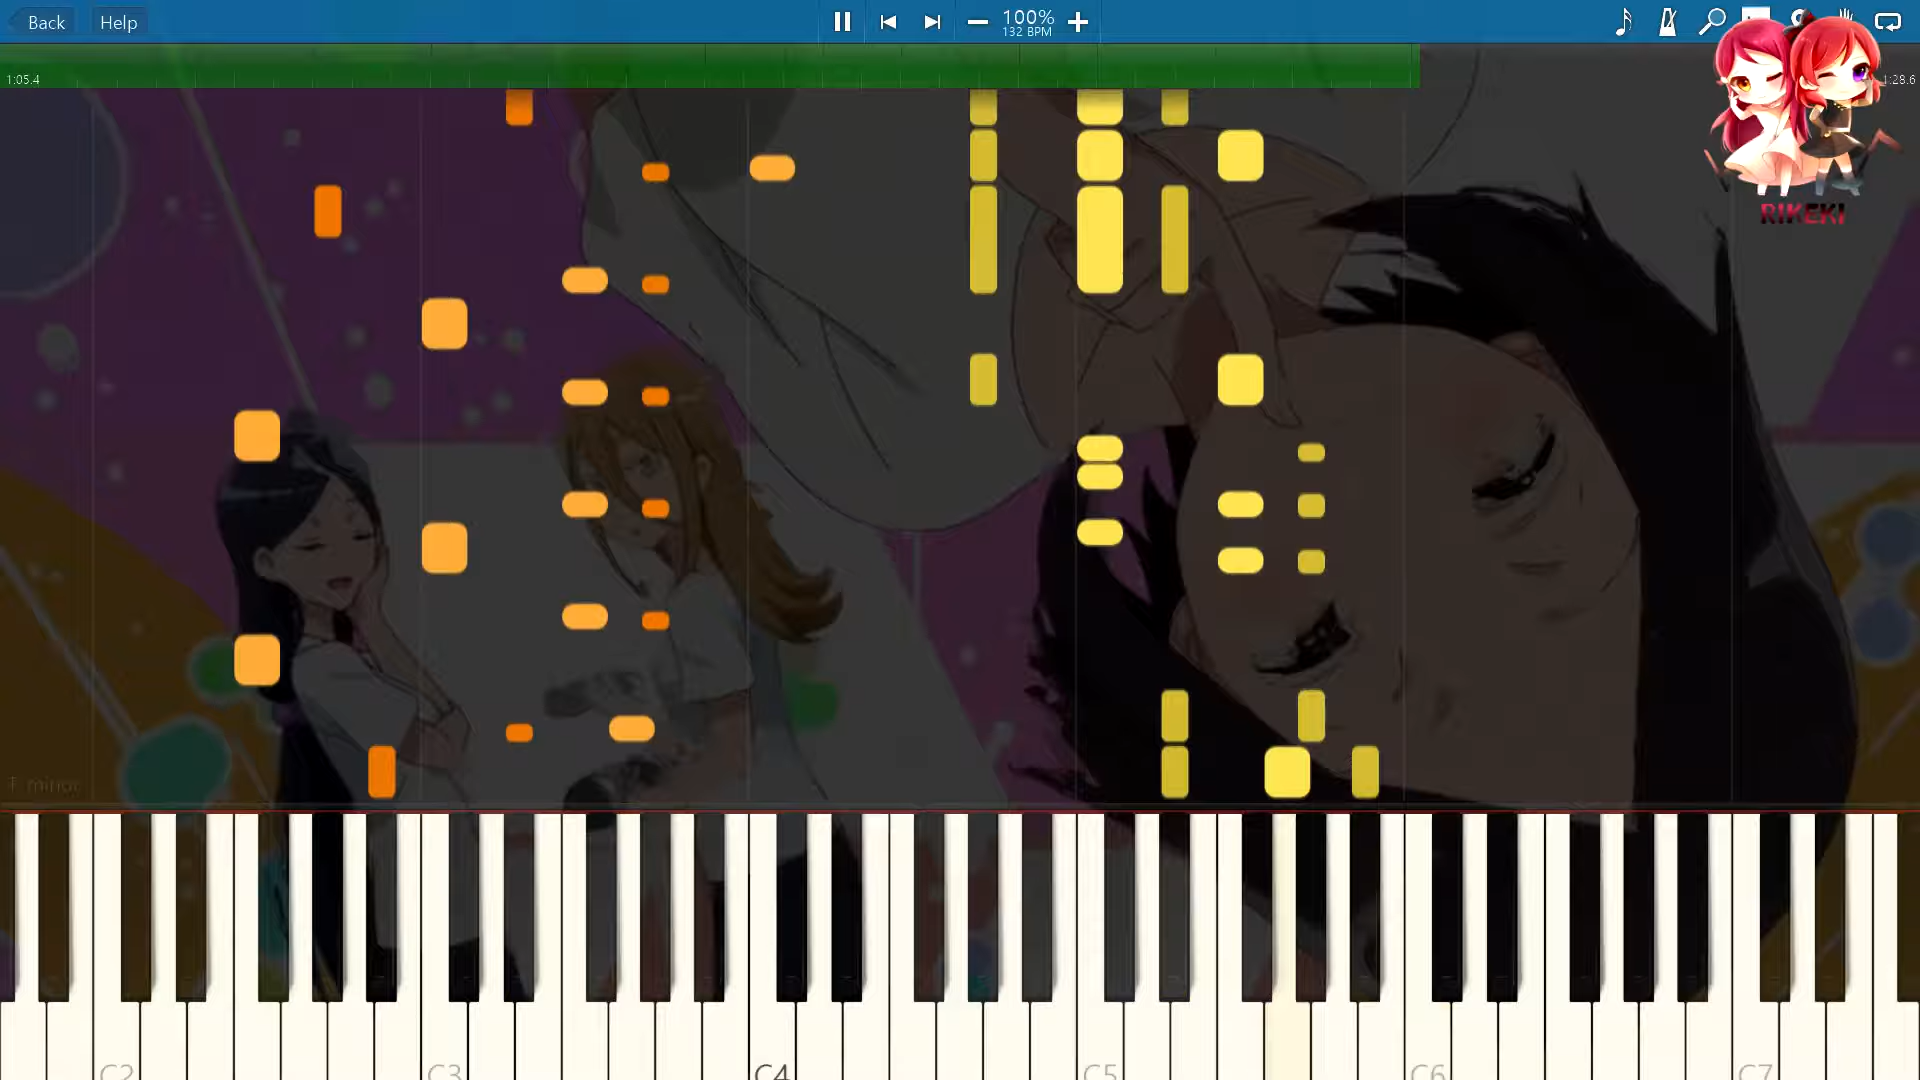 Back
Help
100%
132 BPM
1:05.4
1:28.6
RIKEKI
F minor
C2
C3
C4
C5
C6
C7